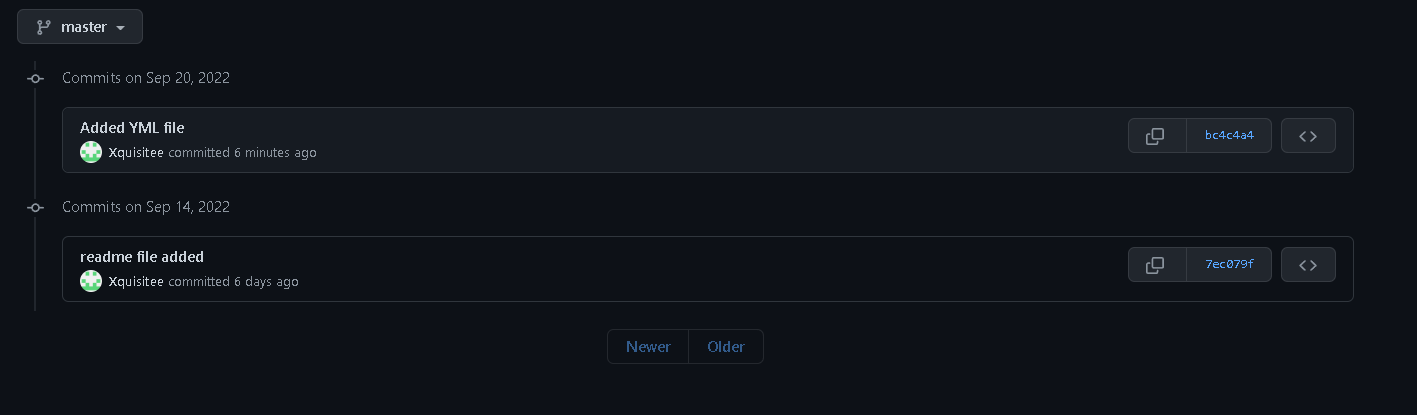 master
Commits on Sep 20, 2022
Added YML file
Xquisitee committed 6 minutes ago
bc4c4a4
Commits on Sep 14, 2022
readme file added
Xquisitee committed 6 days ago
7ec079f
Newer Older